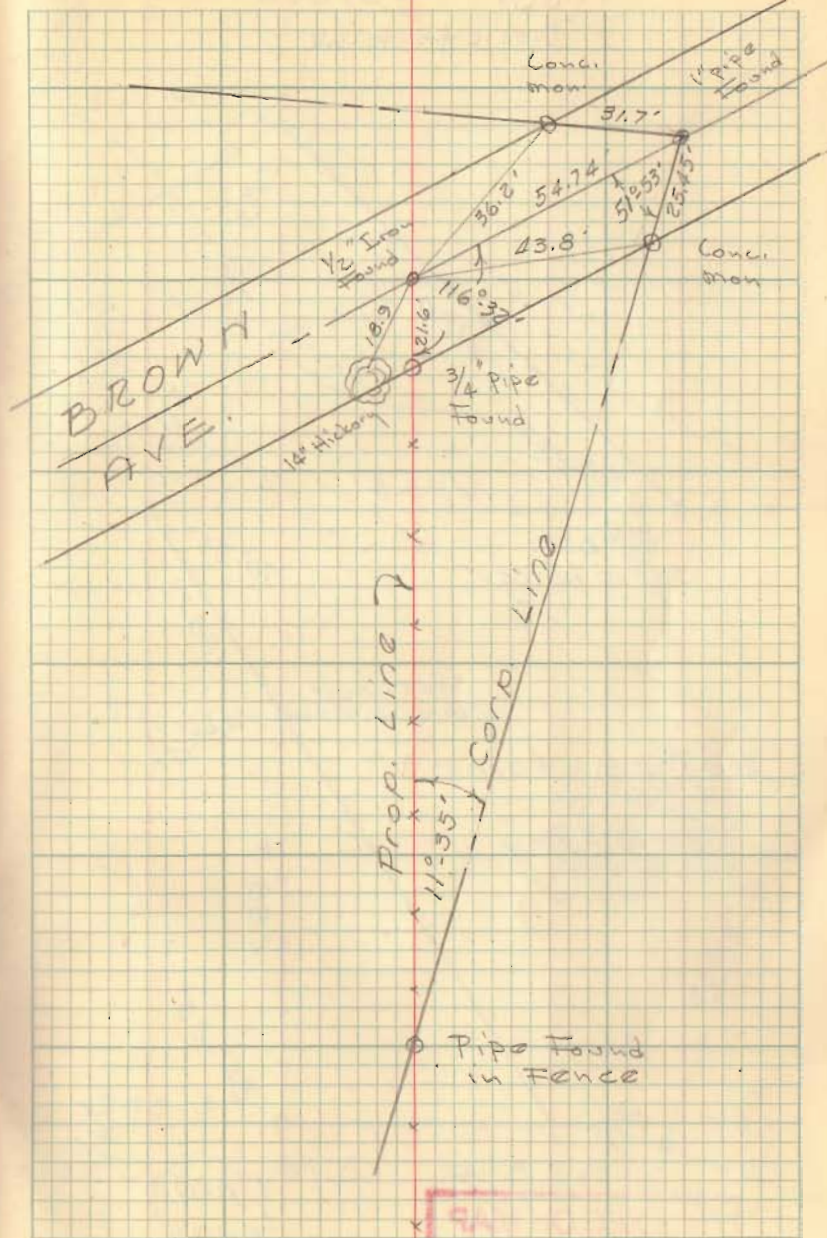 Conc.
Mon.
1" Pipe
Found
31.7'
54.74'
36.2'
51°-53'
25.45'
1/2" Iron
Found
43.8'
Conc.
Mon
116°-32'
18.9
21.6'
BROWN
AVE.
3/4" Pipe
Found
14" Hickory
Prop. Line
Corp. Line
11°-35'
Pipe Found
in Fence